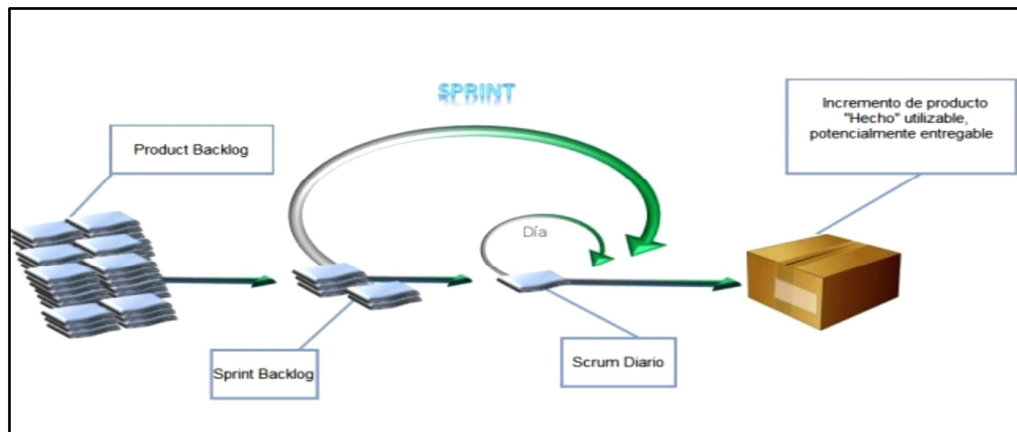 SPRINT
Incremento de producto
"Hecho" utilizable,
potencialmente entregable
Product Backlog
Día
Sprint Backlog
Scrum Diario